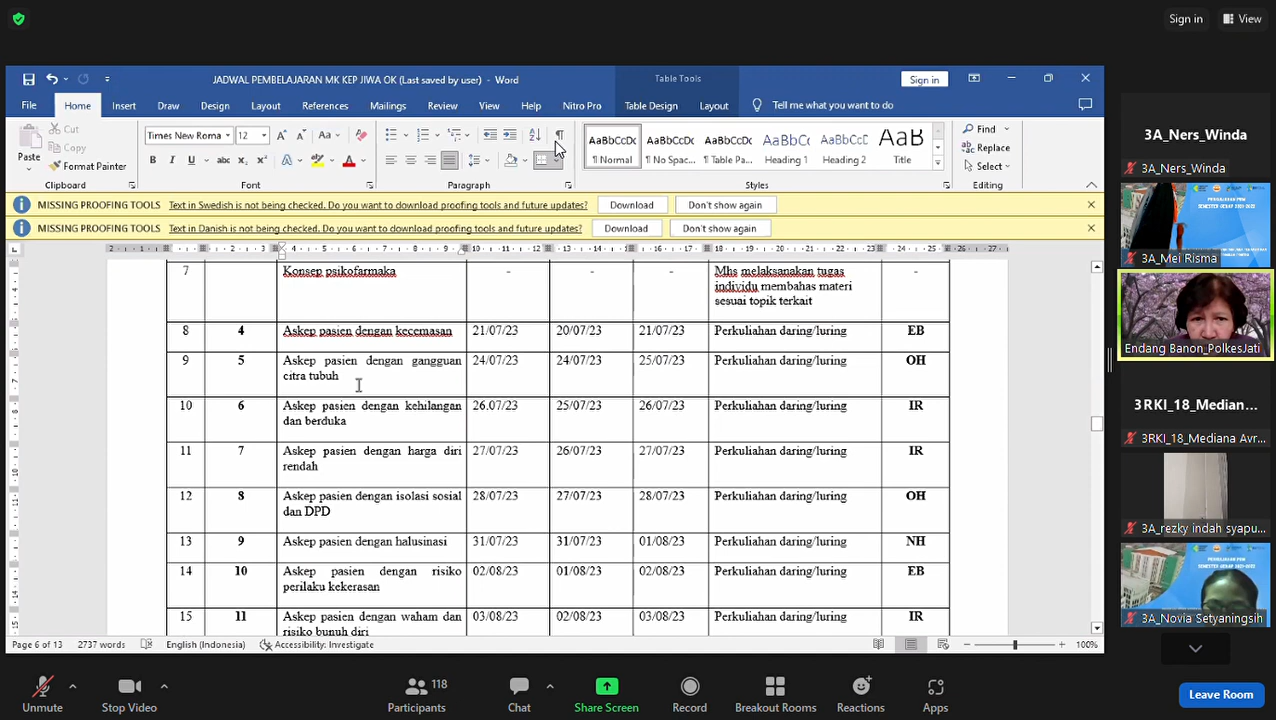 Sign in
View
JADWAL PEMBELAJARAN MK KEP JIWA OK (Last saved by user) - Word
Table Tools
Sign in
File Home Insert Draw Design Layout References Mailings Review View Help Nitro Pro Table Design Layout Tell me what you want to do
Paste
Cut
Copy
Format Painter
Clipboard
Times New Roma 12
Font
Paragraph
AaBbCcDc AaBbCcDc AaBbCcDc AaBbCc AaBbCcD AaB
¶ Normal ¶ No Spac... ¶ Table Pa... Heading 1 Heading 2 Title
Styles
Find
Replace
Select
Editing
MISSING PROOFING TOOLS Text in Swedish is not being checked. Do you want to download proofing tools and future updates? Download Don't show again
MISSING PROOFING TOOLS Text in Danish is not being checked. Do you want to download proofing tools and future updates? Download Don't show again
7 Konsep psikofarmaka - - - Mhs melaksanakan tugas -
individu membahas materi
sesuai topik terkait
8 4 Askep pasien dengan kecemasan 21/07/23 20/07/23 21/07/23 Perkuliahan daring/luring EB
9 5 Askep pasien dengan gangguan 24/07/23 24/07/23 25/07/23 Perkuliahan daring/luring OH
citra tubuh
10 6 Askep pasien dengan kehilangan 26.07/23 25/07/23 26/07/23 Perkuliahan daring/luring IR
dan berduka
11 7 Askep pasien dengan harga diri 27/07/23 26/07/23 27/07/23 Perkuliahan daring/luring IR
rendah
12 8 Askep pasien dengan isolasi sosial 28/07/23 27/07/23 28/07/23 Perkuliahan daring/luring OH
dan DPD
13 9 Askep pasien dengan halusinasi 31/07/23 31/07/23 01/08/23 Perkuliahan daring/luring NH
14 10 Askep pasien dengan risiko 02/08/23 01/08/23 02/08/23 Perkuliahan daring/luring EB
perilaku kekerasan
15 11 Askep pasien dengan waham dan 03/08/23 02/08/23 03/08/23 Perkuliahan daring/luring IR
risiko bunuh diri
Page 6 of 13 2737 words English (Indonesia) Accessibility: Investigate 100%
3A_Ners_Winda
3A_Ners_Winda
3A_Mei Risma
Endang Banon_PolkesJati
3RKI_18_Median...
3RKI_18_Mediana Avr...
3A_rezky indah syapu...
3A_Novia Setyaningsih
Unmute
Stop Video
118
Participants
Chat
Share Screen
Record
Breakout Rooms
Reactions
Apps
Leave Room